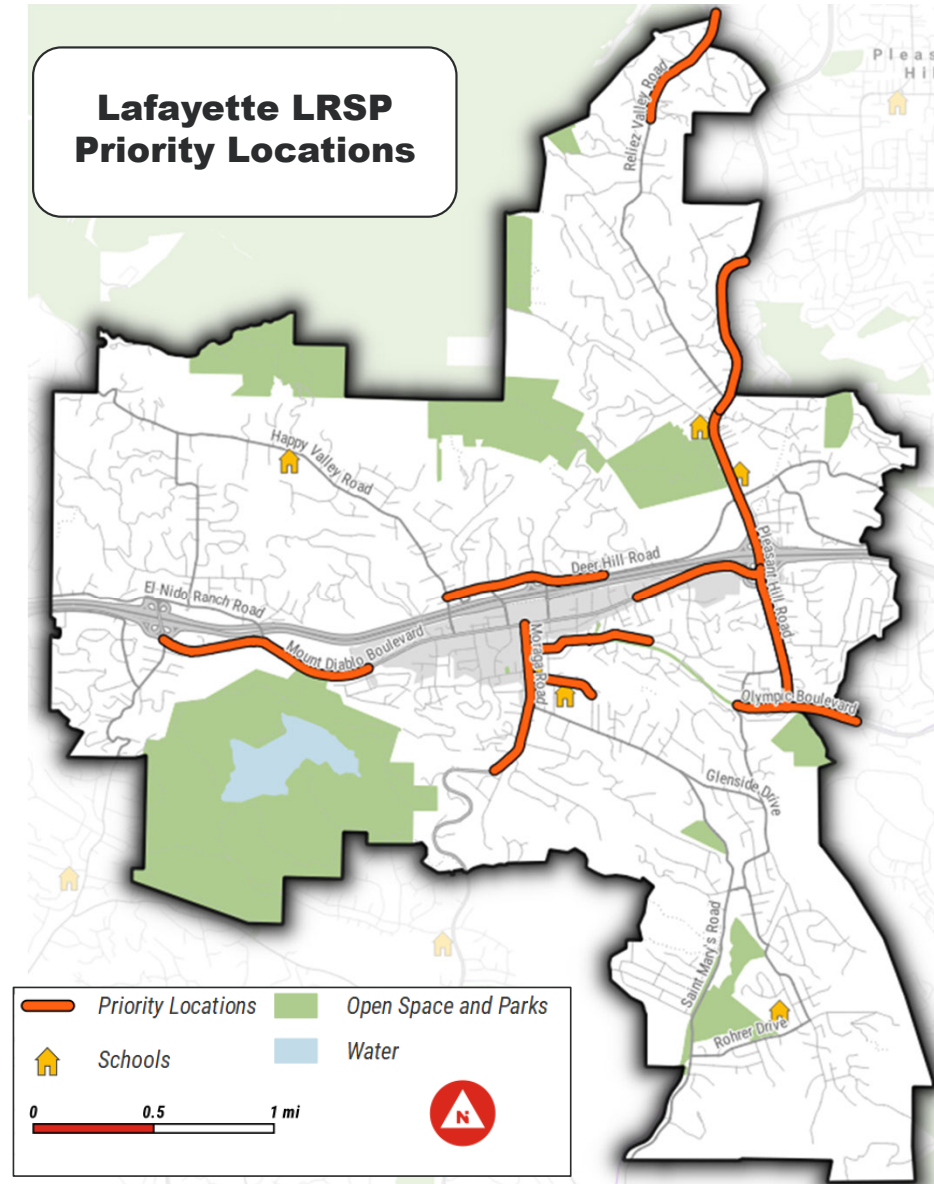 Lafayette LRSP
Priority Locations
Reliez Valley Road
Happy Valley Road
Deer Hill Road
El Nido Ranch Road
Mount Diablo Boulevard
Moraga Road
Pleasant Hill Road
Olympic Boulevard
Glenside Drive
Saint Mary's Road
Rohrer Drive
Priority Locations
Open Space and Parks
Schools
Water
0 0.5 1 mi
N